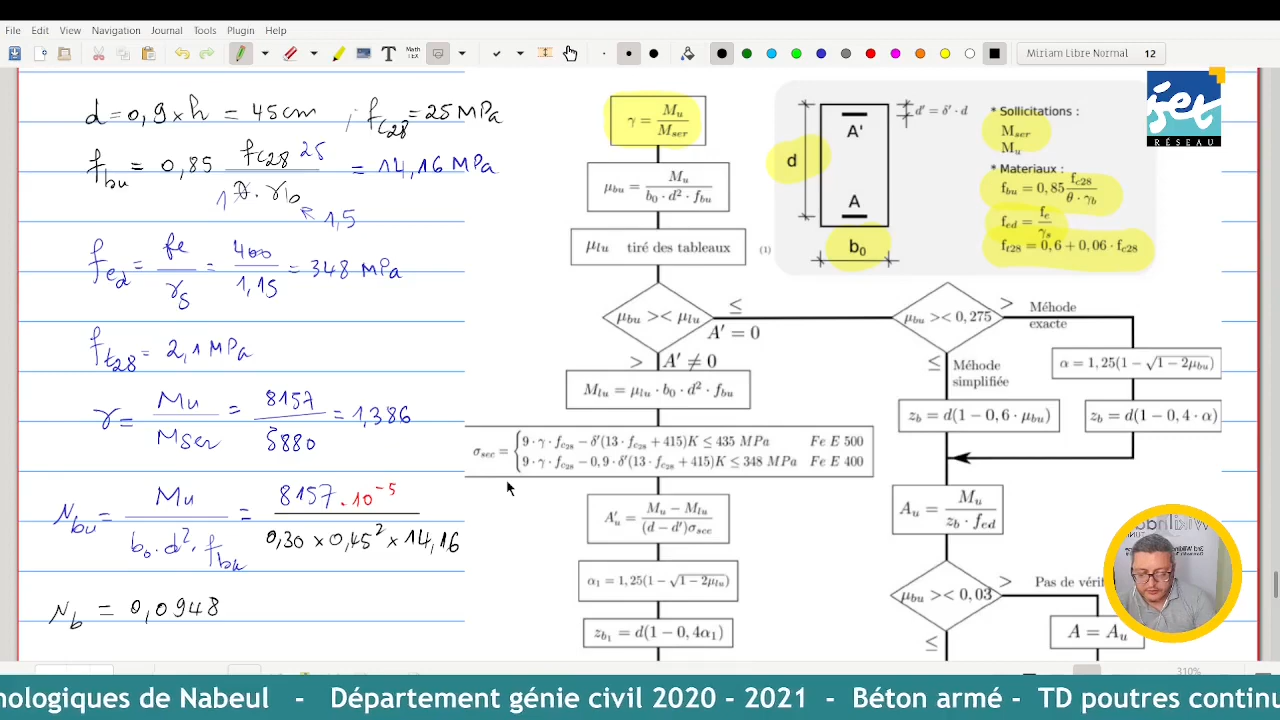 File Edit View Navigation Journal Tools Plugin Help
Miriam Libre Normal 12
d = 0,9 x h = 45 cm ; fc28 = 25 MPa
fbu = 0,85 fc28 25 / 1 θ · γb = 14,16 MPa
1,5
fed = fe / γs = 400 / 1,15 = 348 MPa
ft28 = 2,1 MPa
γ = Mu / Mser = 8157 / 5880 = 1,386
Nbu = Mu / b0 · d² · fbu = 8157 · 10⁻⁵ / 0,30 x 0,45² x 14,16
Nb = 0,0948
γ = Mu / Mser
μbu = Mu / b0 · d² · fbu
μlu tiré des tableaux (1)
μbu >< μlu
≤
A' = 0
> A' ≠ 0
Mlu = μlu · b0 · d² · fbu
σsec = { 9 · γ · fc28 − δ'(13 · fc28 + 415)K ≤ 435 MPa Fe E 500
9 · γ · fc28 − 0,9 · δ'(13 · fc28 + 415)K ≤ 348 MPa Fe E 400
A'u = Mu − Mlu / (d − d')σsec
α1 = 1,25(1 − √1 − 2μlu)
zb1 = d(1 − 0,4α1)
d' = δ' · d
A'
d
A
b0
* Sollicitations :
Mser
Mu
* Materiaux :
fbu = 0,85 fc28 / θ · γb
fed = fe / γs
ft28 = 0,6 + 0,06 · fc28
iset
RÉSEAU
μbu >< 0,275
>
Méhode
exacte
α = 1,25(1 − √1 − 2μbu)
zb = d(1 − 0,4 · α)
≤
Méhode
simplifiée
zb = d(1 − 0,6 · μbu)
Au = Mu / zb · fed
μbu >< 0,03
> Pas de vérif
A = Au
≤
310%
nologiques de Nabeul - Département génie civil 2020 - 2021 - Béton armé - TD poutres continu